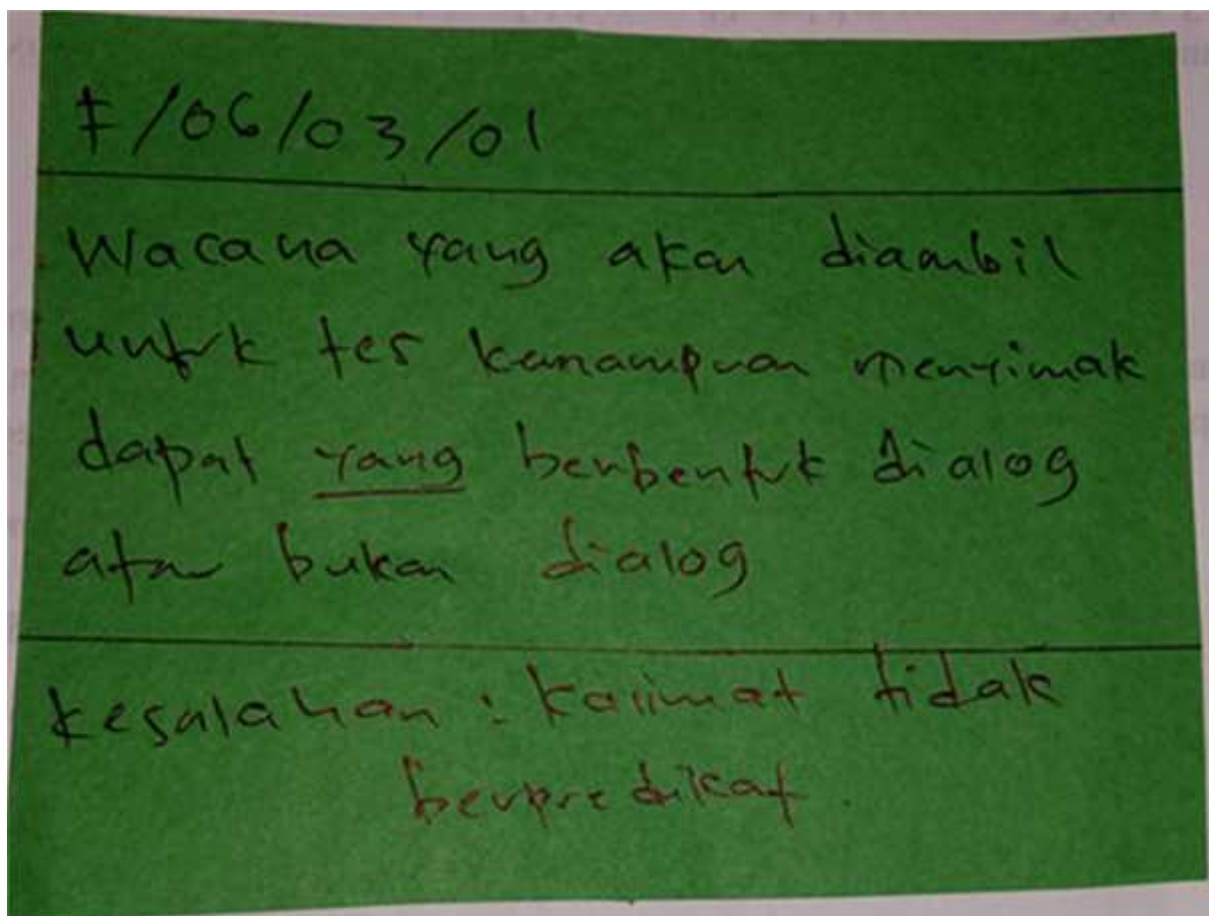 F/06/03/01
Wacana yang akan diambil
untuk tes kemampuan menyimak
dapat yang berbentuk dialog
atau bukan dialog
kesalahan : kalimat tidak
berpredikat.